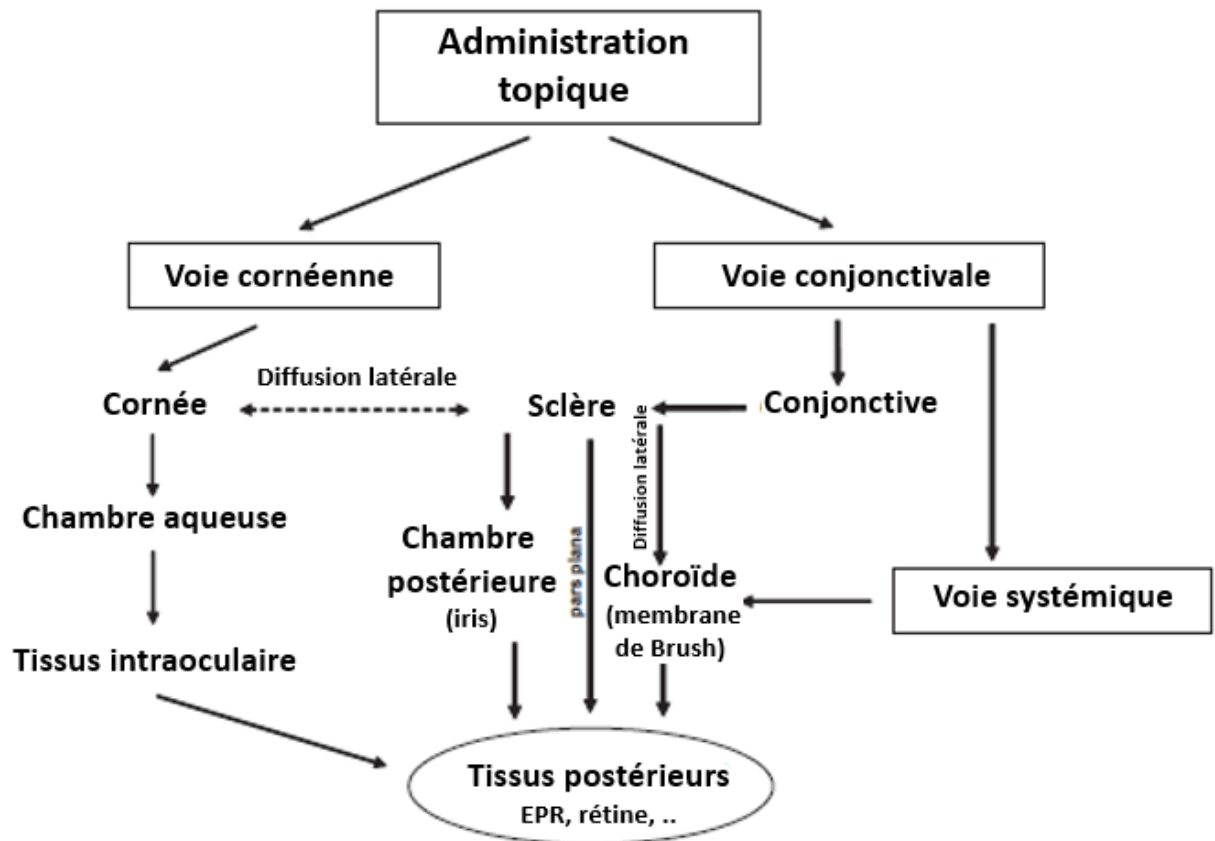 Administration
topique
Voie cornéenne
Voie conjonctivale
Diffusion latérale
Cornée
Sclère
Conjonctive
Diffusion latérale
Chambre aqueuse
Chambre
postérieure
(iris)
pars plana
Choroïde
(membrane
de Brush)
Voie systémique
Tissus intraoculaire
Tissus postérieurs
EPR, rétine, ..